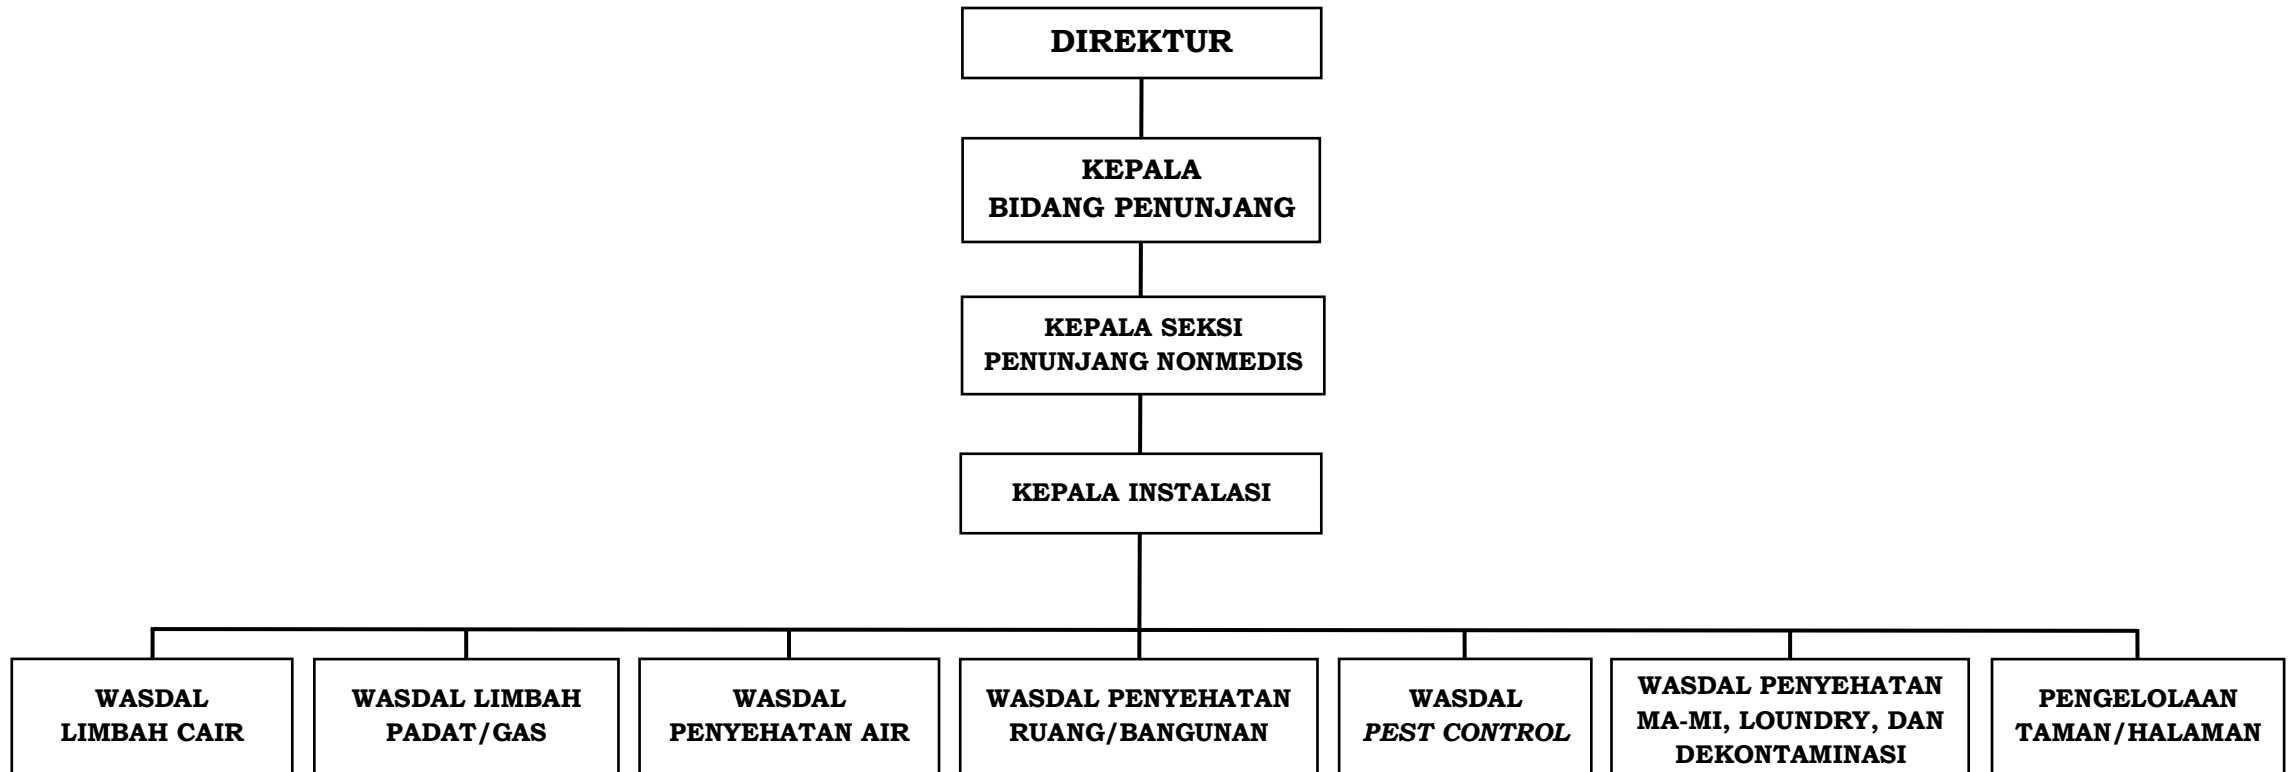 DIREKTUR
KEPALA
BIDANG PENUNJANG
KEPALA SEKSI
PENUNJANG NONMEDIS
KEPALA INSTALASI
WASDAL
LIMBAH CAIR
WASDAL LIMBAH
PADAT/GAS
WASDAL
PENYEHATAN AIR
WASDAL PENYEHATAN
RUANG/BANGUNAN
WASDAL
PEST CONTROL
WASDAL PENYEHATAN
MA-MI, LOUNDRY, DAN
DEKONTAMINASI
PENGELOLAAN
TAMAN/HALAMAN